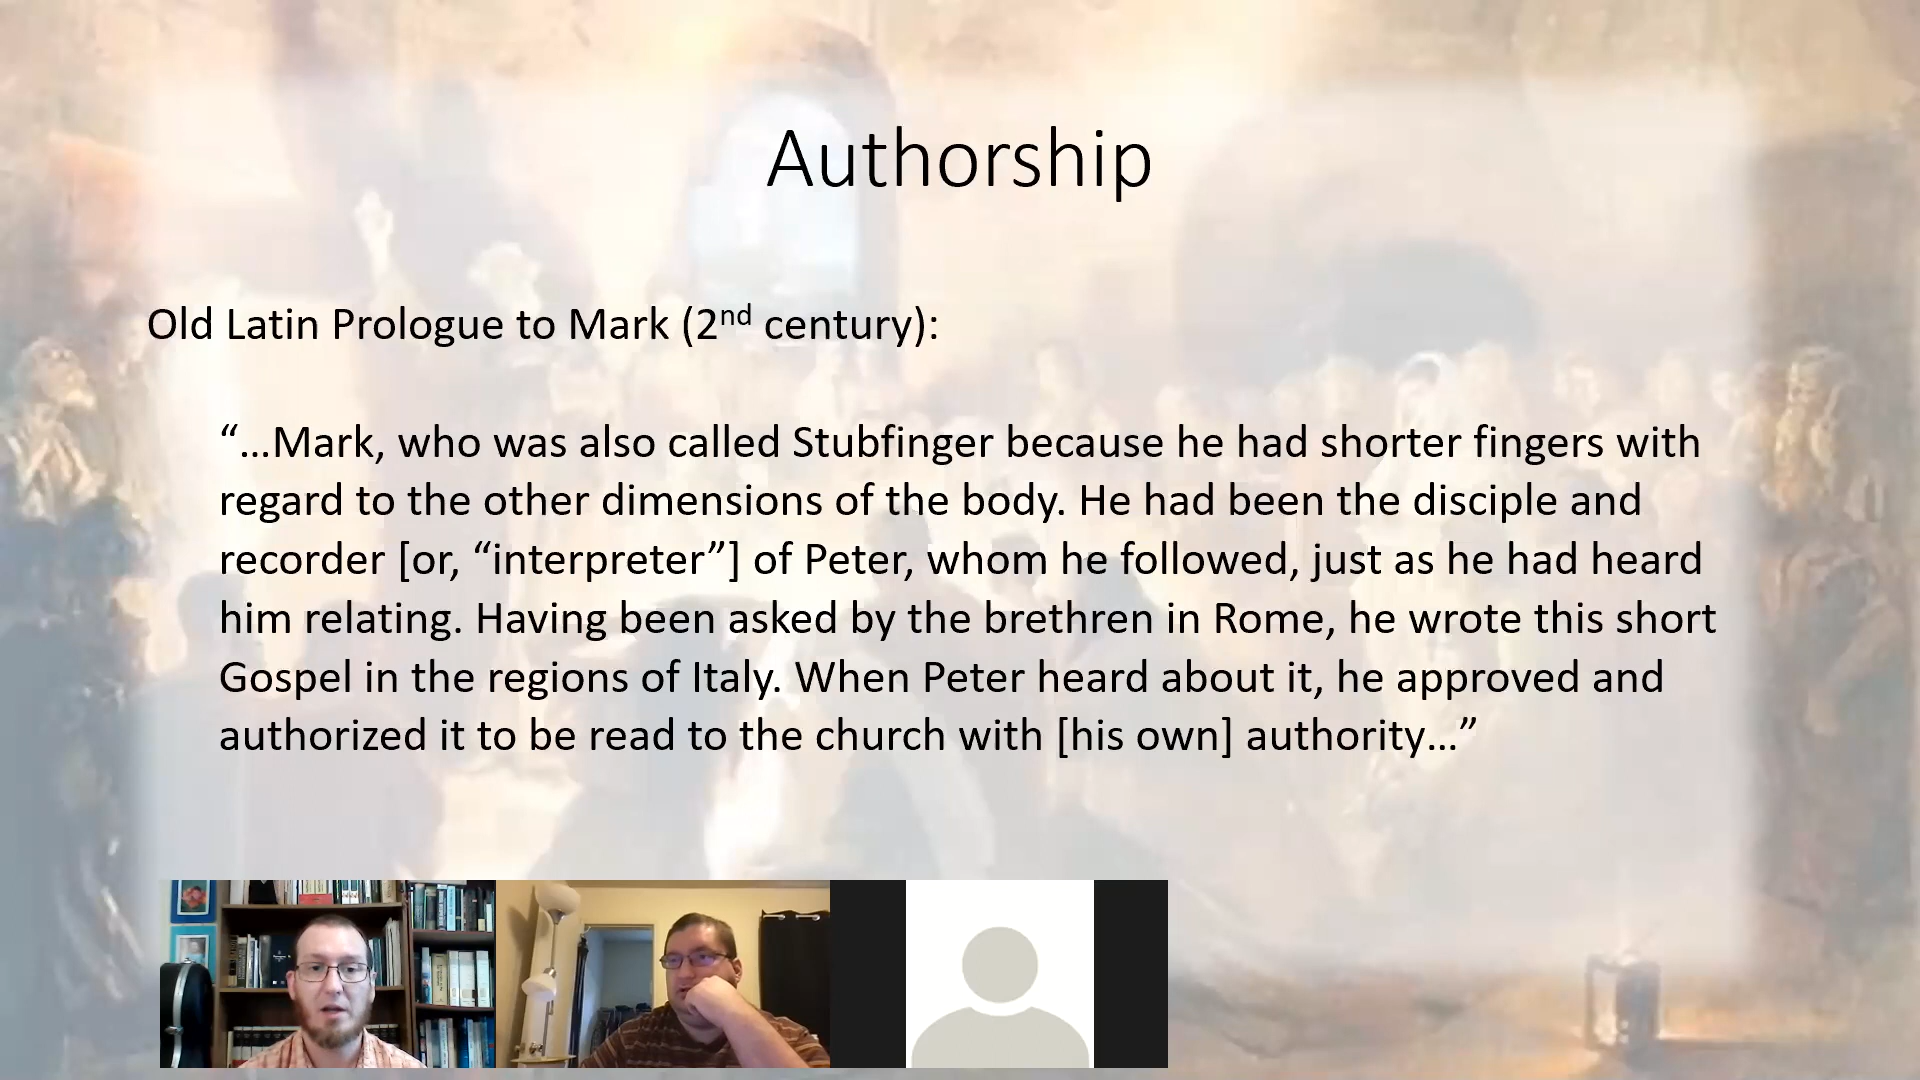 Authorship
Old Latin Prologue to Mark (2nd century):
“…Mark, who was also called Stubfinger because he had shorter fingers with
regard to the other dimensions of the body. He had been the disciple and
recorder [or, “interpreter”] of Peter, whom he followed, just as he had heard
him relating. Having been asked by the brethren in Rome, he wrote this short
Gospel in the regions of Italy. When Peter heard about it, he approved and
authorized it to be read to the church with [his own] authority…”